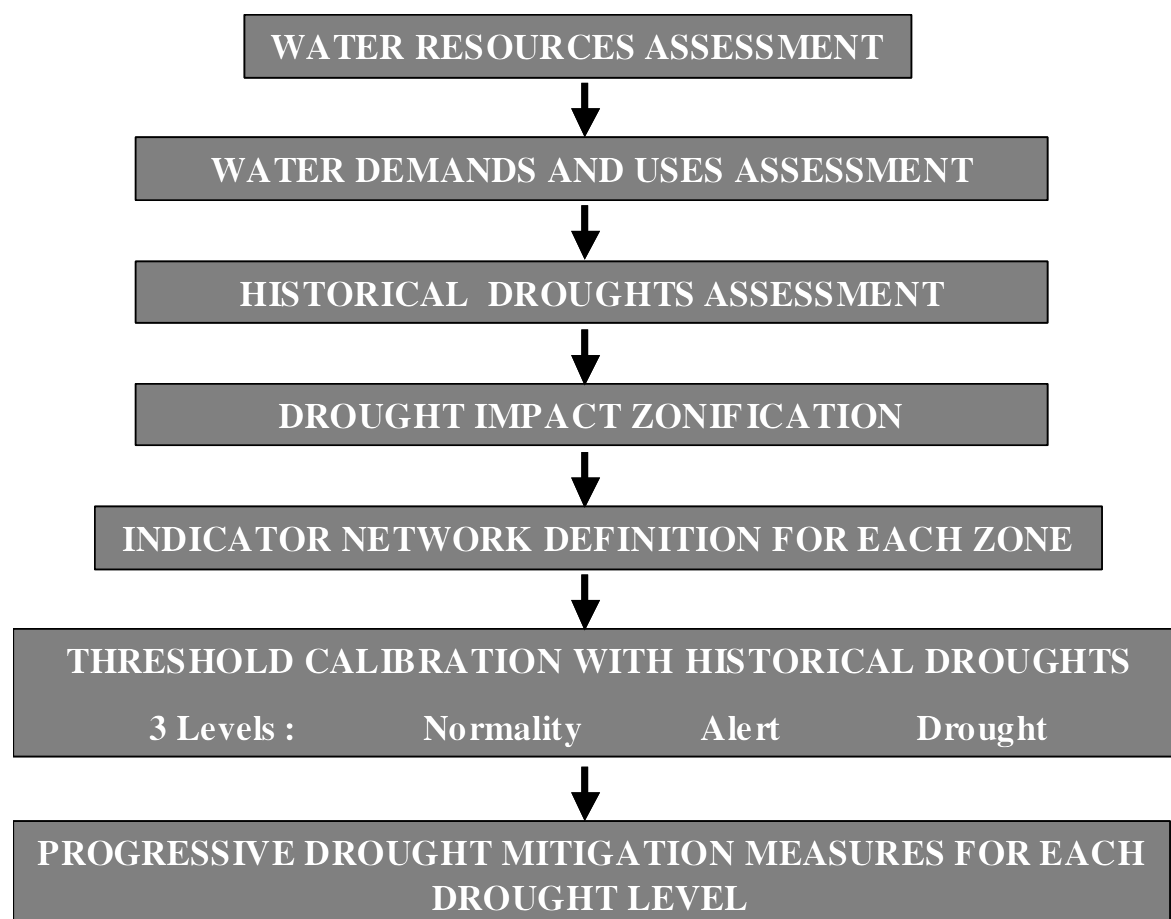 WATER RESOURCES ASSESSMENT
WATER DEMANDS AND USES ASSESSMENT
HISTORICAL DROUGHTS ASSESSMENT
DROUGHT IMPACT ZONIFICATION
INDICATOR NETWORK DEFINITION FOR EACH ZONE
THRESHOLD CALIBRATION WITH HISTORICAL DROUGHTS
3 Levels : Normality Alert Drought
PROGRESSIVE DROUGHT MITIGATION MEASURES FOR EACH
DROUGHT LEVEL